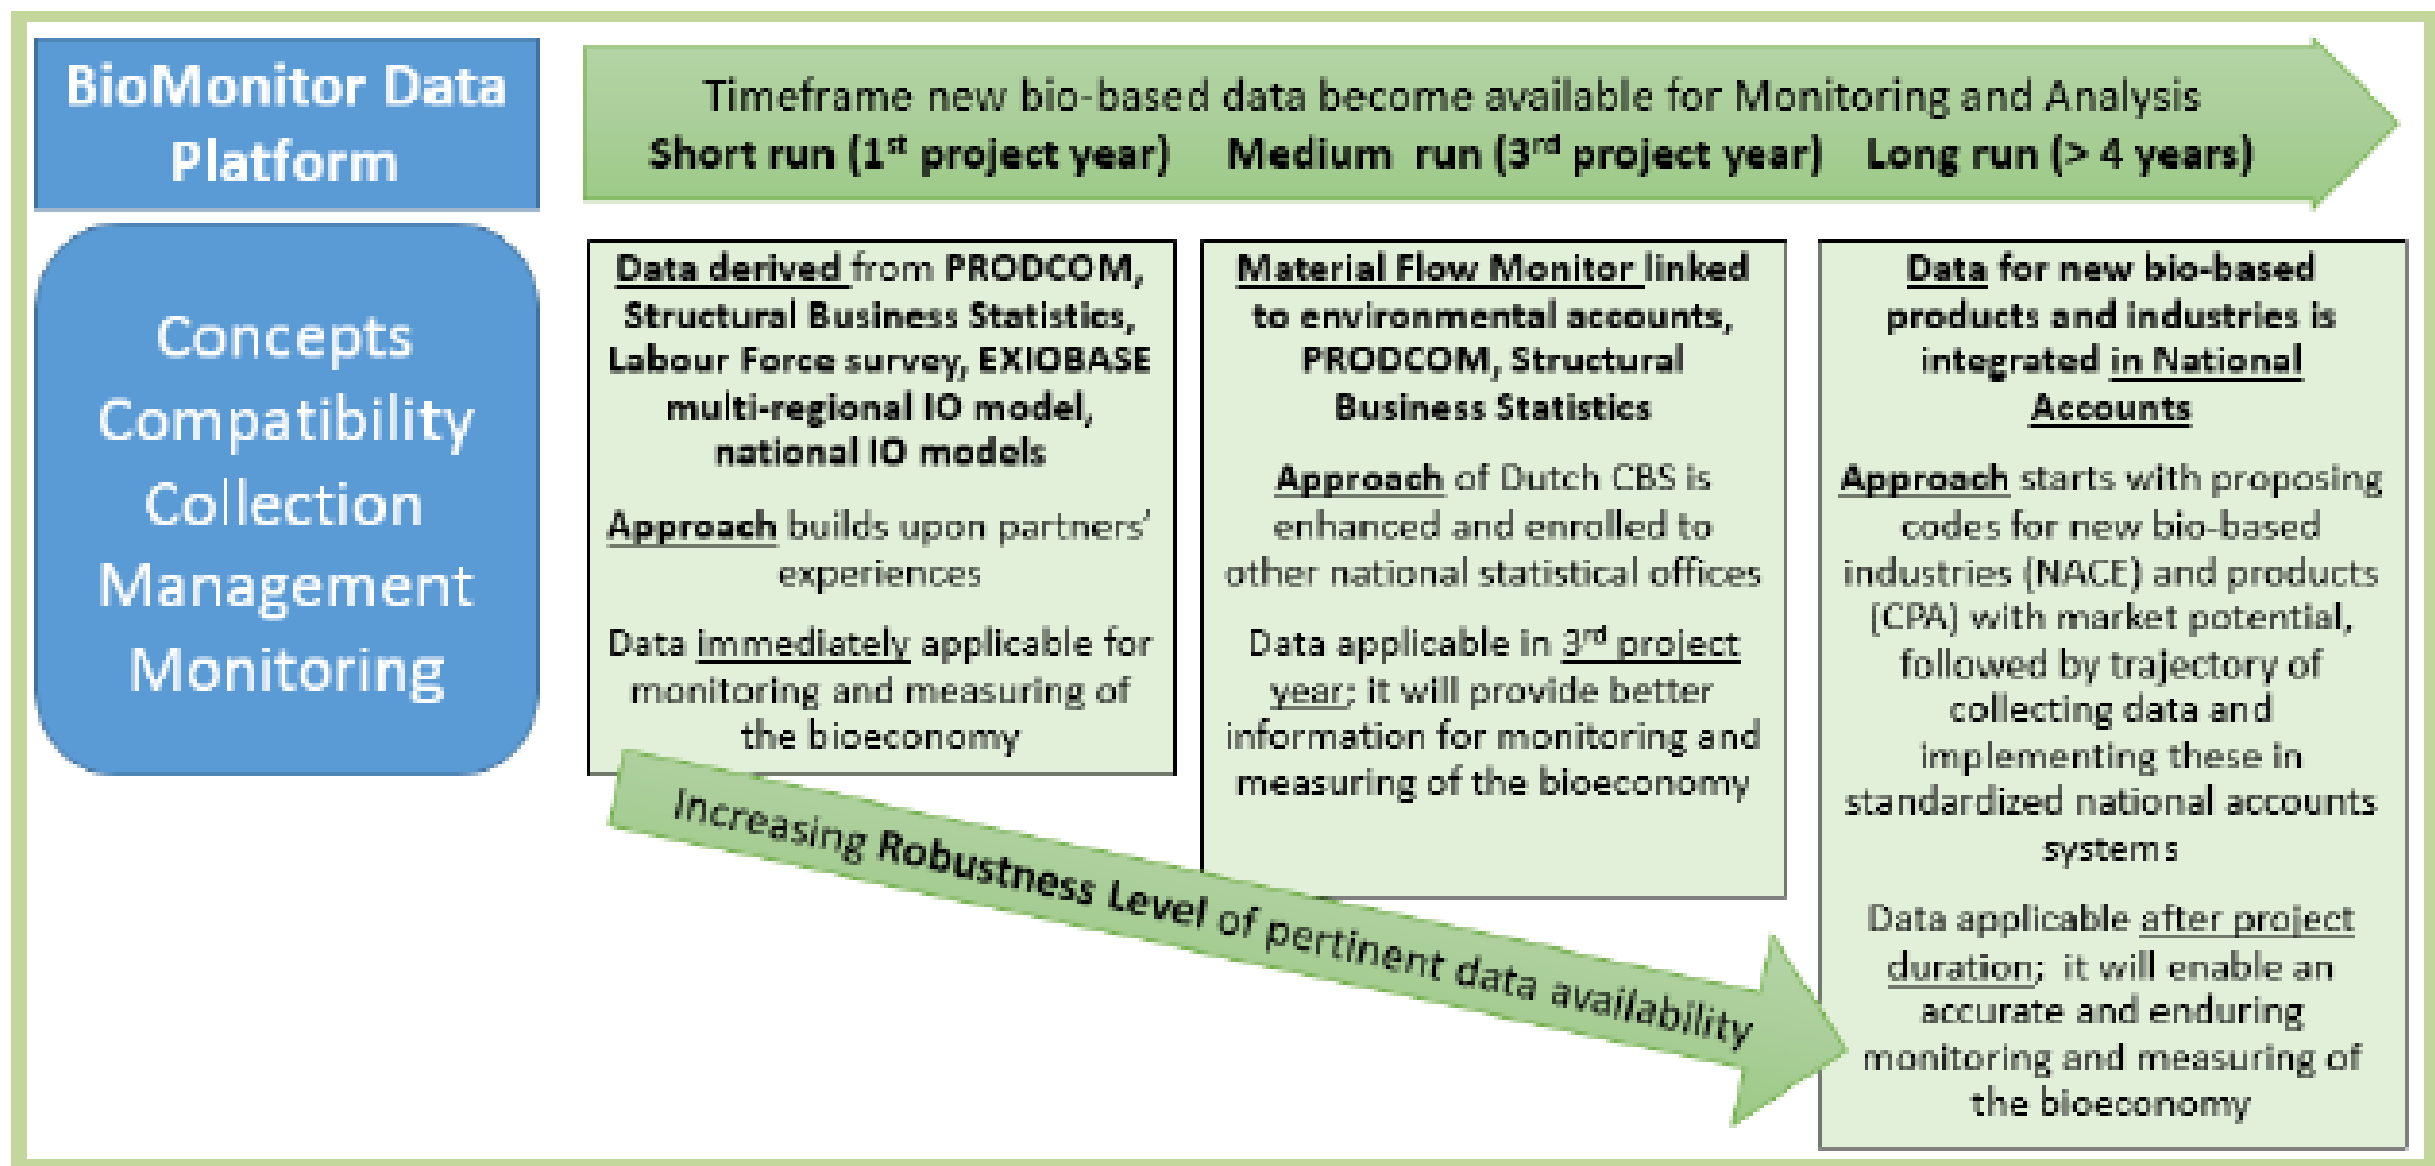 BioMonitor Data
Platform
Timeframe new bio-based data become available for Monitoring and Analysis
Short run (1st project year) Medium run (3rd project year) Long run (> 4 years)
Concepts
Compatibility
Collection
Management
Monitoring
Data derived from PRODCOM,
Structural Business Statistics,
Labour Force survey, EXIOBASE
multi-regional IO model,
national IO models
Approach builds upon partners’
experiences
Data immediately applicable for
monitoring and measuring of
the bioeconomy
Material Flow Monitor linked
to environmental accounts,
PRODCOM, Structural
Business Statistics
Approach of Dutch CBS is
enhanced and enrolled to
other national statistical offices
Data applicable in 3rd project
year; it will provide better
information for monitoring and
measuring of the bioeconomy
Data for new bio-based
products and industries is
integrated in National
Accounts
Approach starts with proposing
codes for new bio-based
industries (NACE) and products
(CPA) with market potential,
followed by trajectory of
collecting data and
implementing these in
standardized national accounts
systems
Data applicable after project
duration; it will enable an
accurate and enduring
monitoring and measuring of
the bioeconomy
Increasing Robustness Level of pertinent data availability